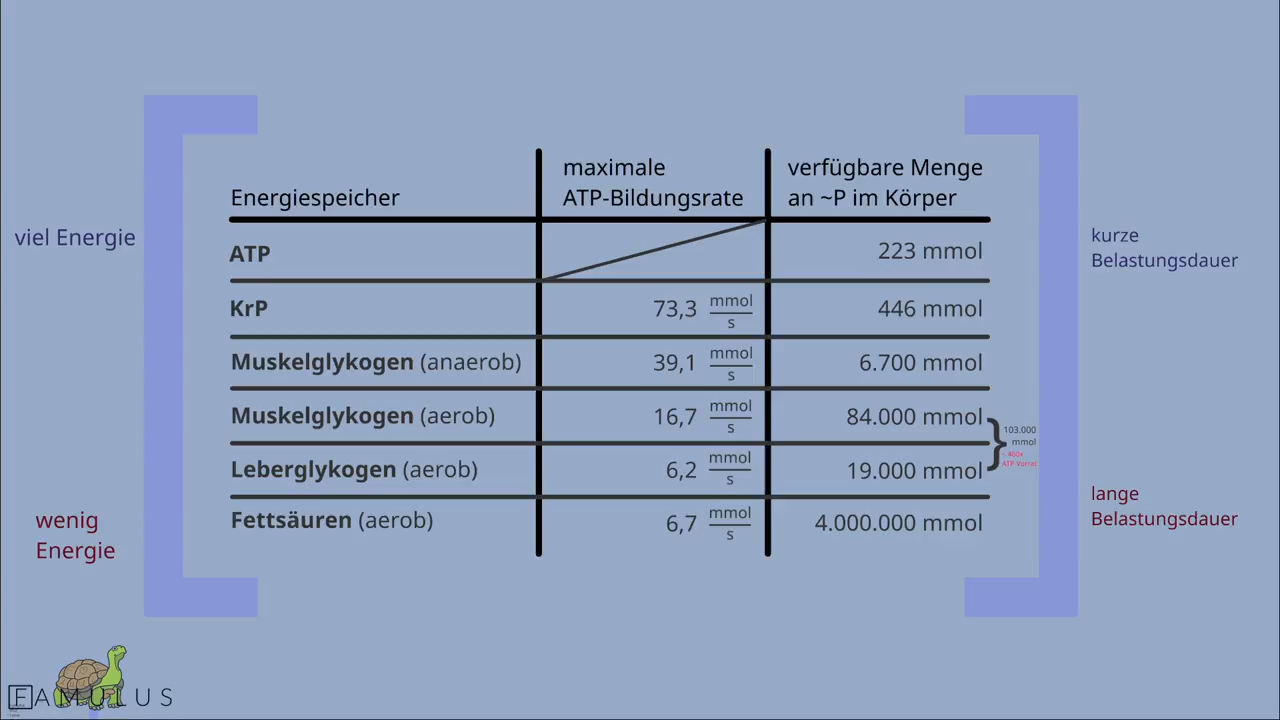 maximale
verfügbare Menge
Energiespeicher
ATP-Bildungsrate
an ~P im Körper
viel Energie
ATP
223 mmol
kurze
Belastungsdauer
KrP
73,3 mmol/s
446 mmol
Muskelglykogen (anaerob)
39,1 mmol/s
6.700 mmol
Muskelglykogen (aerob)
16,7 mmol/s
84.000 mmol
103.000
mmol
ATP Vorrat
Leberglykogen (aerob)
6,2 mmol/s
19.000 mmol
wenig
Energie
Fettsäuren (aerob)
6,7 mmol/s
4.000.000 mmol
lange
Belastungsdauer
FAMULUS